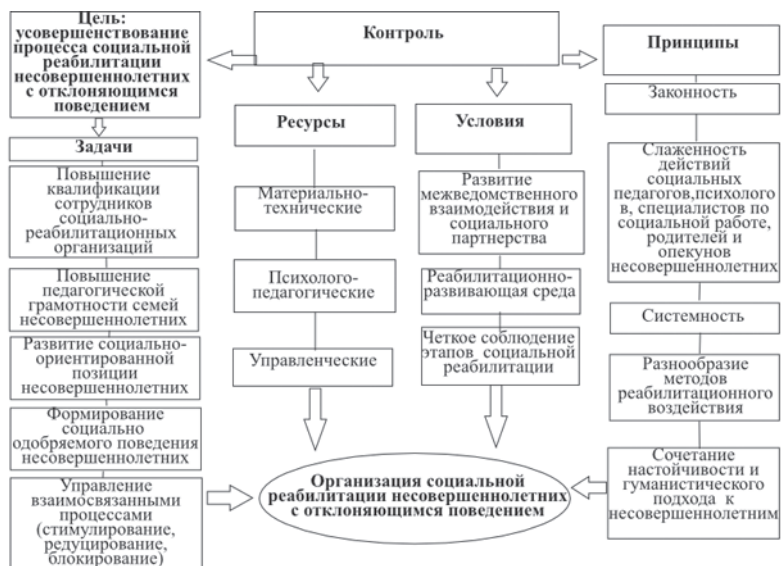 Цель:
усовершенствование
процесса социальной
реабилитации
несовершеннолетних
с отклоняющимся
поведением
Задачи
Повышение
квалификации
сотрудников
социально-
реабилитационных
организаций
Повышение
педагогической
грамотности семей
несовершеннолетних
Развитие социально-
ориентированной
позиции
несовершеннолетних
Формирование
социально
одобряемого поведения
несовершеннолетних
Управление
взаимосвязанными
процессами
(стимулирование,
редуцирование,
блокирование)
Контроль
Ресурсы
Материально-
технические
Психолого-
педагогические
Управленческие
Условия
Развитие
межведомственного
взаимодействия и
социального
партнерства
Реабилитационно-
развивающая среда
Четкое соблюдение
этапов социальной
реабилитации
Принципы
Законность
Слаженность
действий
социальных
педагогов,психолого
в, специалистов по
социальной работе,
родителей и
опекунов
несовершеннолетних
Системность
Разнообразие
методов
реабилитационного
воздействия
Сочетание
настойчивости и
гуманистического
подхода к
несовершеннолетним
Организация социальной
реабилитации несовершеннолетних
с отклоняющимся поведением